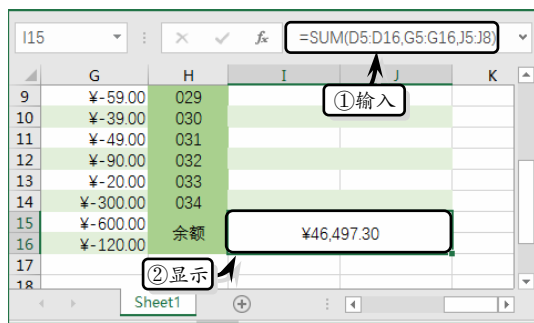 I15 fx =SUM(D5:D16,G5:G16,J5:J8)
G H I J K
①输入
9 ¥-59.00 029
10 ¥-39.00 030
11 ¥-49.00 031
12 ¥-90.00 032
13 ¥-20.00 033
14 ¥-300.00 034
15 ¥-600.00
余额 ¥46,497.30
16 ¥-120.00
17
②显示
18
Sheet1